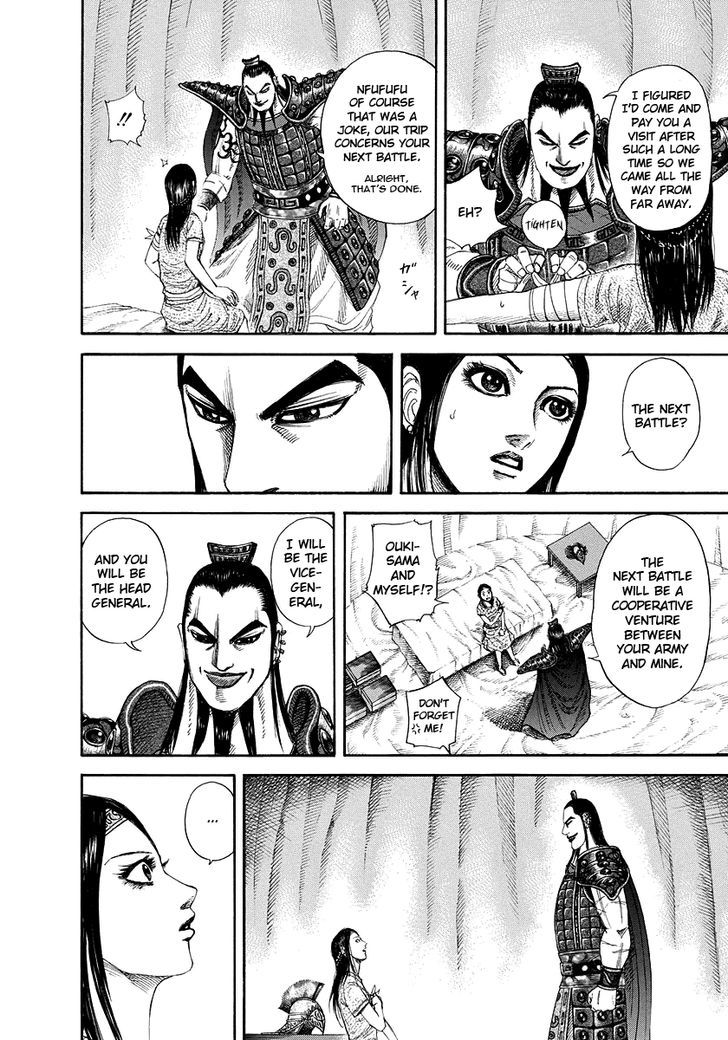 I FIGURED
I'D COME AND
PAY YOU A
VISIT AFTER
SUCH A LONG
TIME SO WE
CAME ALL THE
WAY FROM
FAR AWAY.
TIGHTEN
EH?
NFUFUFU
OF COURSE
THAT WAS A
JOKE, OUR TRIP
CONCERNS YOUR
NEXT BATTLE.
ALRIGHT,
THAT'S DONE.
!!
ガシャ
THE NEXT
BATTLE?
THE
NEXT BATTLE
WILL BE A
COOPERATIVE
VENTURE
BETWEEN
YOUR ARMY
AND MINE.
OUKI-
SAMA
AND
MYSELF!?
DON'T
FORGET
ME!
I WILL
BE THE
VICE-
GENERAL,
AND YOU
WILL BE
THE HEAD
GENERAL.
...